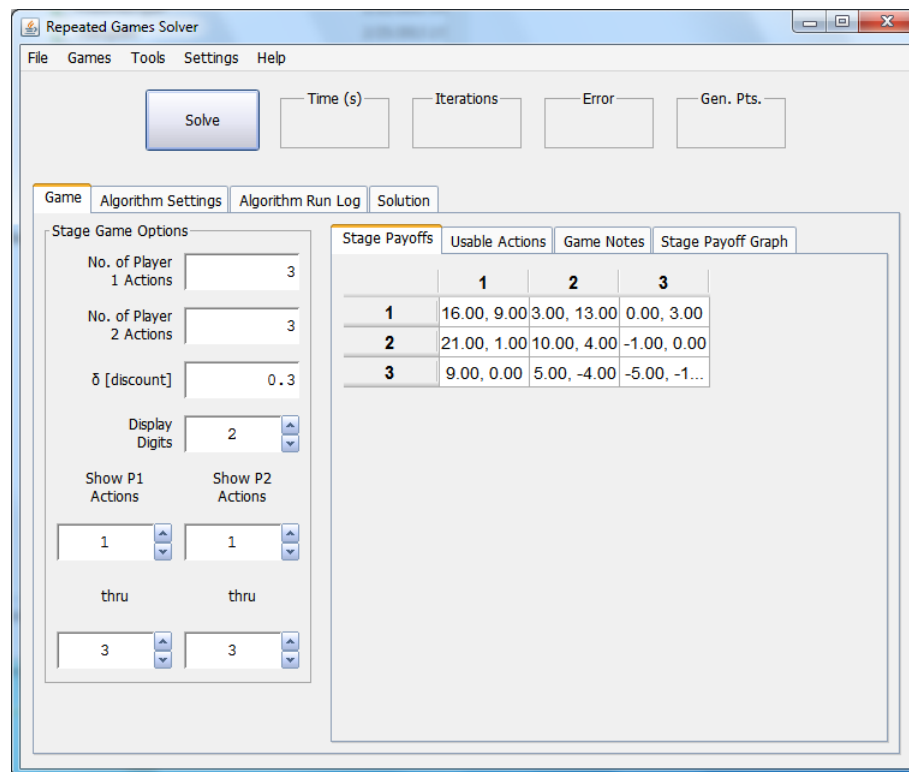 Repeated Games Solver
File Games Tools Settings Help
Solve
Time (s) Iterations Error Gen. Pts.
Game Algorithm Settings Algorithm Run Log Solution
Stage Game Options
No. of Player
1 Actions
3
No. of Player
2 Actions
3
δ [discount]
0.3
Display
Digits
2
Show P1
Actions
Show P2
Actions
1 1
thru thru
3 3
Stage Payoffs Usable Actions Game Notes Stage Payoff Graph
1 2 3
1 16.00, 9.00 3.00, 13.00 0.00, 3.00
2 21.00, 1.00 10.00, 4.00 -1.00, 0.00
3 9.00, 0.00 5.00, -4.00 -5.00, -1...